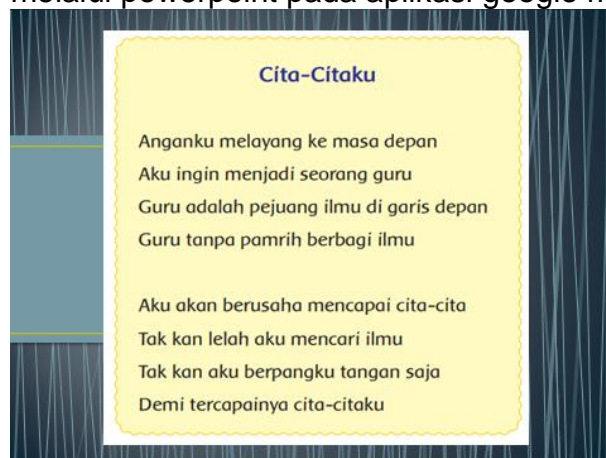 melalui powerpoint pada aplikasi google
Cita-Citaku
Anganku melayang ke masa depan
Aku ingin menjadi seorang guru
Guru adalah pejuang ilmu di garis depan
Guru tanpa pamrih berbagi ilmu
Aku akan berusaha mencapai cita-cita
Tak kan lelah aku mencari ilmu
Tak kan aku berpangku tangan saja
Demi tercapainya cita-citaku